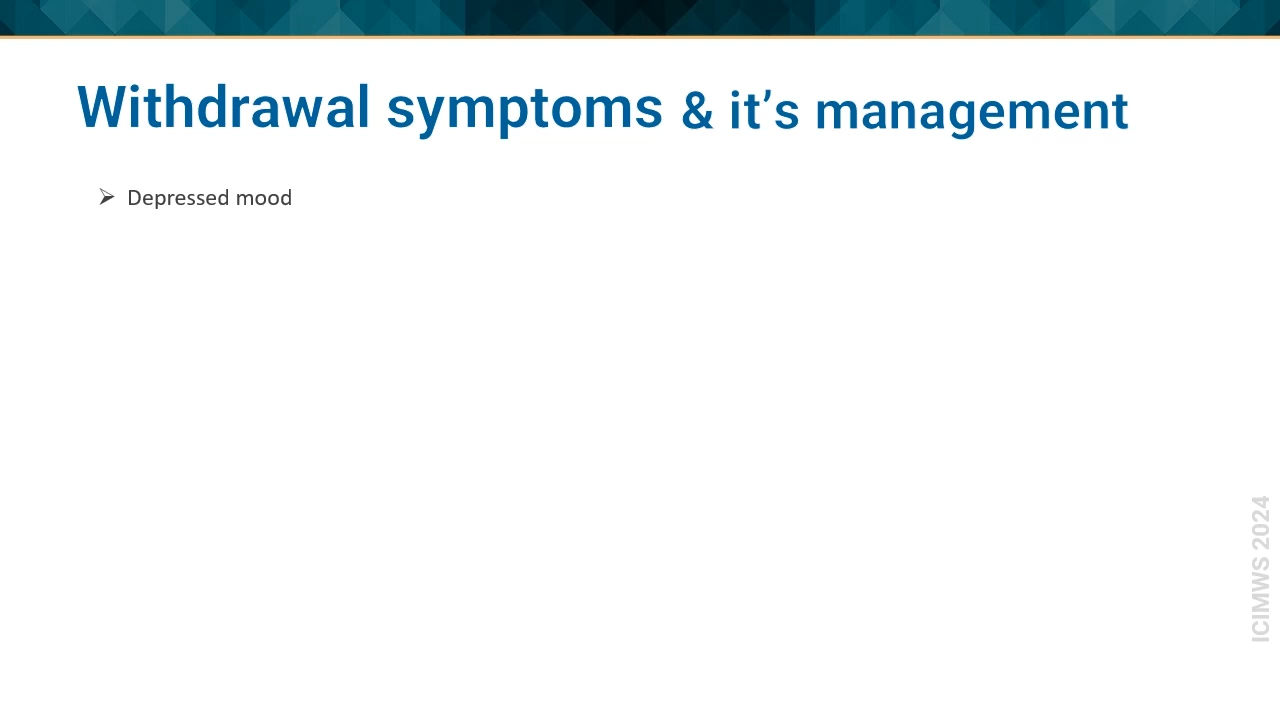 Withdrawal symptoms & it’s management
➢ Depressed mood
ICIMWS 2024